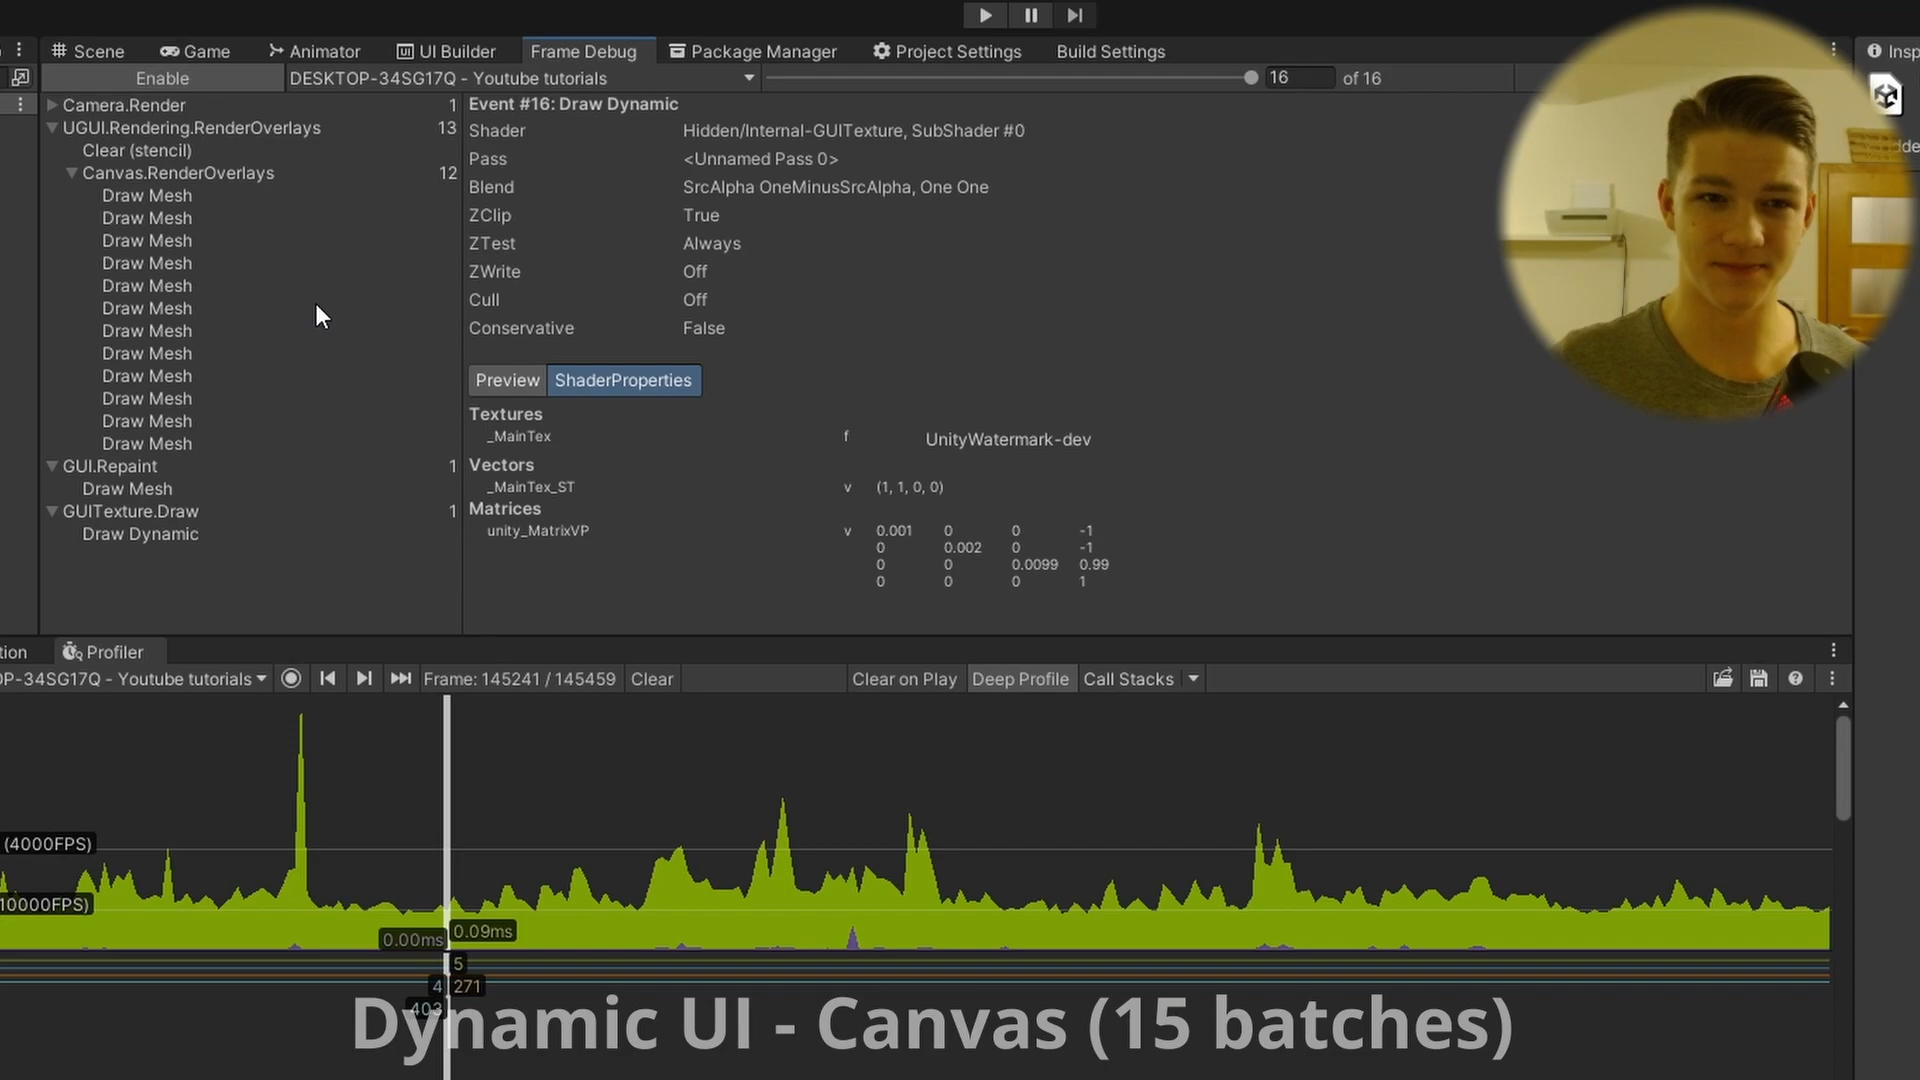 Scene
Game
Animator
UI Builder
Frame Debug
Package Manager
Project Settings
Build Settings
Insp
Enable
DESKTOP-34SG17Q - Youtube tutorials
16
of 16
Camera.Render 1
UGUI.Rendering.RenderOverlays 13
Clear (stencil)
Canvas.RenderOverlays 12
Draw Mesh
Draw Mesh
Draw Mesh
Draw Mesh
Draw Mesh
Draw Mesh
Draw Mesh
Draw Mesh
Draw Mesh
Draw Mesh
Draw Mesh
Draw Mesh
GUI.Repaint 1
Draw Mesh
GUITexture.Draw 1
Draw Dynamic
Event #16: Draw Dynamic
Shader Hidden/Internal-GUITexture, SubShader #0
Pass <Unnamed Pass 0>
Blend SrcAlpha OneMinusSrcAlpha, One One
ZClip True
ZTest Always
ZWrite Off
Cull Off
Conservative False
Preview ShaderProperties
Textures
_MainTex f UnityWatermark-dev
Vectors
_MainTex_ST v (1, 1, 0, 0)
Matrices
unity_MatrixVP v 0.001 0 0 -1
0 0.002 0 -1
0 0 0.0099 0.99
0 0 0 1
tion
Profiler
OP-34SG17Q - Youtube tutorials
Frame: 145241 / 145459
Clear
Clear on Play
Deep Profile
Call Stacks
(4000FPS)
10000FPS)
0.00ms
0.09ms
5
4
271
403
Dynamic UI - Canvas (15 batches)